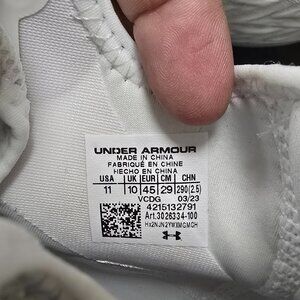 UNDER ARMOUR
MADE IN CHINA
FABRIQUÉ EN CHINE
HECHO EN CHINA
USA UK EUR CM CHN
11 10 45 29 290(2.5)
VCDG 03/23
4215132791
Art.3026334-100